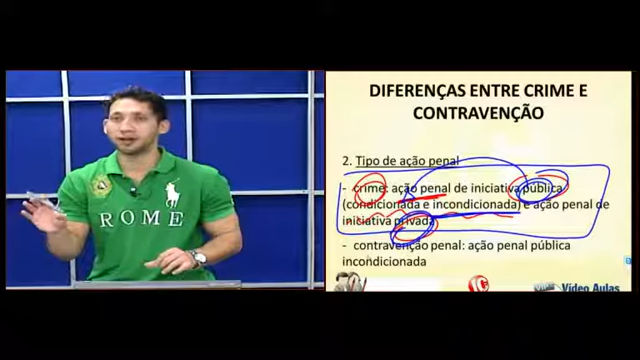 ROME
DIFERENÇAS ENTRE CRIME E
CONTRAVENÇÃO
2. Tipo de ação penal
- crime: ação penal de iniciativa pública
(condicionada e incondicionada) e ação penal de
iniciativa privada
- contravenção penal: ação penal pública
incondicionada
Vídeo Aulas